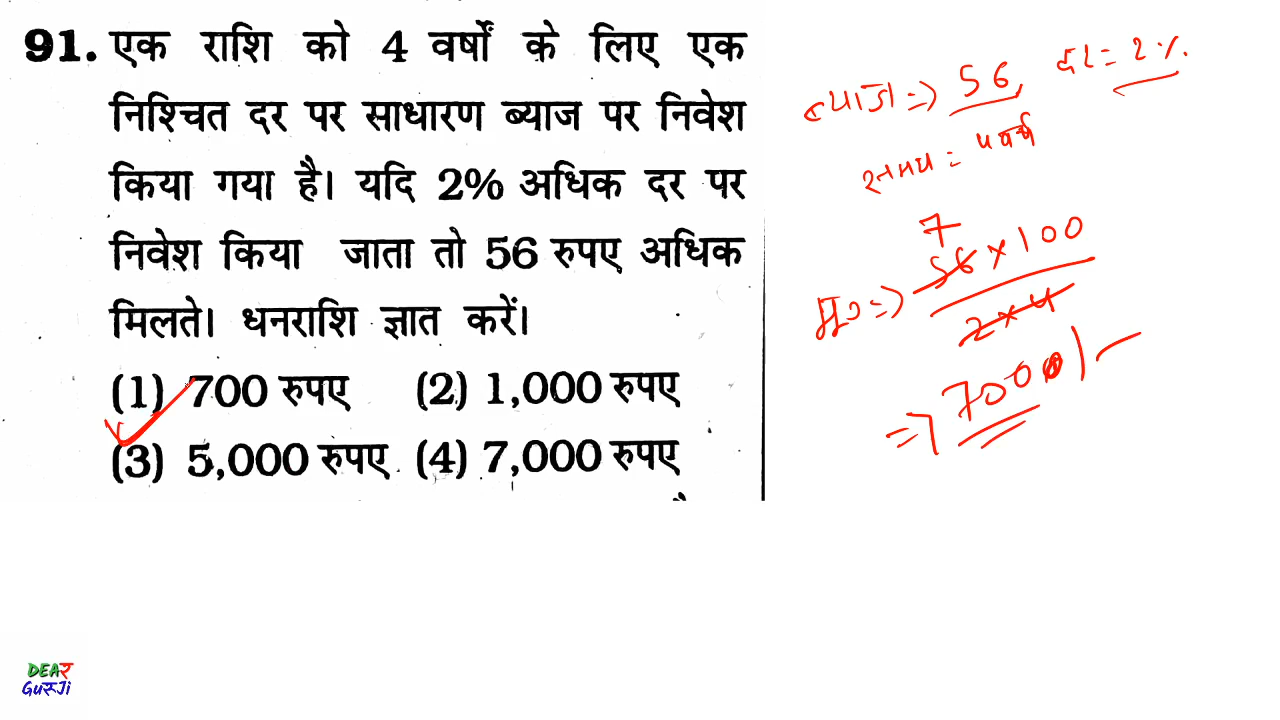 91. एक राशि को 4 वर्षों के लिए एक
निश्चित दर पर साधारण ब्याज पर निवेश
किया गया है। यदि 2% अधिक दर पर
निवेश किया जाता तो 56 रुपए अधिक
मिलते। धनराशि ज्ञात करें।
(1) 700 रुपए (2) 1,000 रुपए
(3) 5,000 रुपए (4) 7,000 रुपए
ब्याज => 56, दर = 2%
समय = 4 वर्ष
7
मू० => 56 × 100
2 × 4
=> 700/-
DEAR
GuruJi